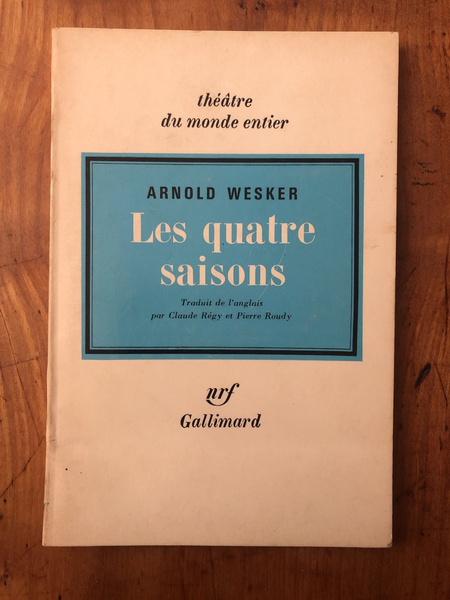 théâtre
du monde entier
ARNOLD WESKER
Les quatre
saisons
Traduit de l'anglais
par Claude Régy et Pierre Roudy
nrf
Gallimard